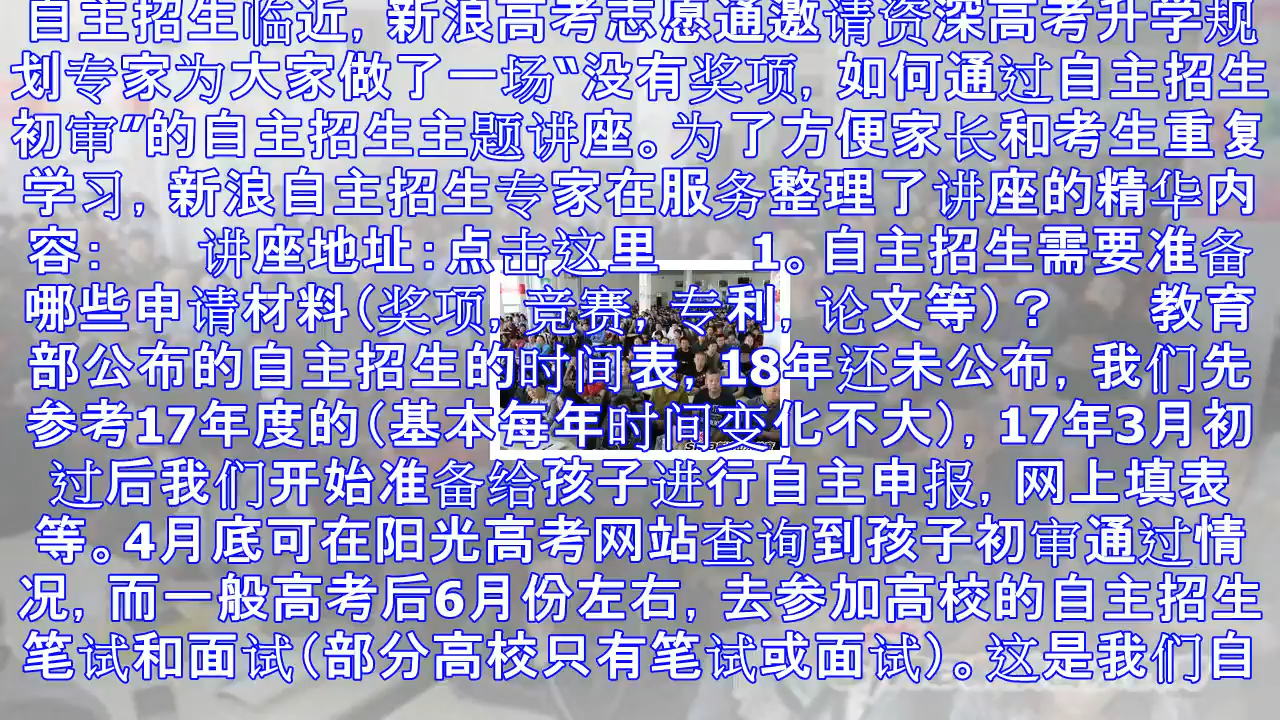 自主招生临近, 新浪高考志愿通邀请资深高考升学规
划专家为大家做了一场“没有奖项, 如何通过自主招生
初审”的自主招生主题讲座。为了方便家长和考生重复
学习, 新浪自主招生专家在服务整理了讲座的精华内
容: 讲座地址:点击这里 1。自主招生需要准备
哪些申请材料(奖项, 竞赛, 专利, 论文等)? 教育
部公布的自主招生的时间表, 18年还未公布, 我们先
参考17年度的(基本每年时间变化不大), 17年3月初
过后我们开始准备给孩子进行自主申报, 网上填表
等。4月底可在阳光高考网站查询到孩子初审通过情
况, 而一般高考后6月份左右, 去参加高校的自主招生
笔试和面试(部分高校只有笔试或面试)。这是我们自